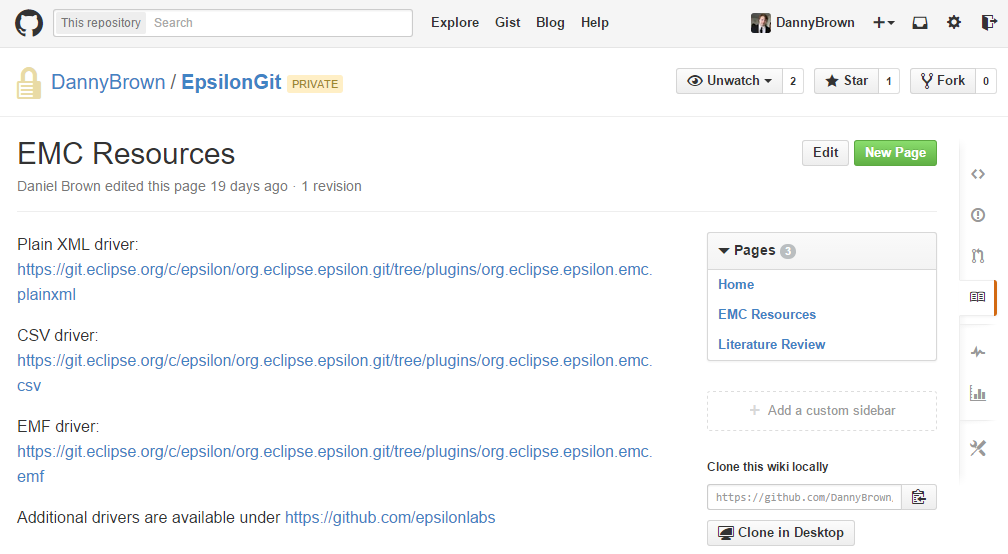 This repository Search Explore Gist Blog Help DannyBrown
DannyBrown / EpsilonGit PRIVATE Unwatch 2 Star 1 Fork 0
EMC Resources Edit New Page
Daniel Brown edited this page 19 days ago · 1 revision
Plain XML driver:
https://git.eclipse.org/c/epsilon/org.eclipse.epsilon.git/tree/plugins/org.eclipse.epsilon.emc.
plainxml
CSV driver:
https://git.eclipse.org/c/epsilon/org.eclipse.epsilon.git/tree/plugins/org.eclipse.epsilon.emc.
csv
EMF driver:
https://git.eclipse.org/c/epsilon/org.eclipse.epsilon.git/tree/plugins/org.eclipse.epsilon.emc.
emf
Additional drivers are available under https://github.com/epsilonlabs
Pages 3
Home
EMC Resources
Literature Review
+ Add a custom sidebar
Clone this wiki locally
https://github.com/DannyBrown/
Clone in Desktop